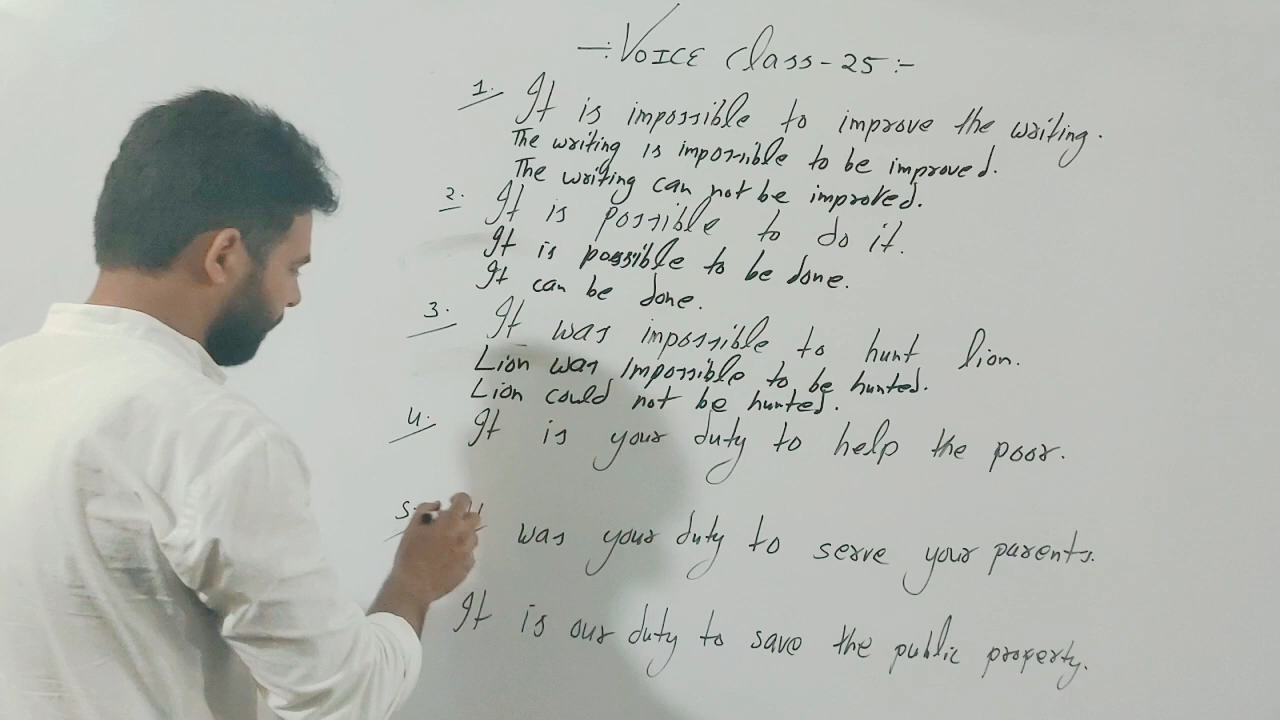 -: VOICE Class-25 :-
1. It is impossible to improve the writing.
The writing is impossible to be improved.
The writing can not be improved.
2. It is possible to do it.
It is possible to be done.
It can be done.
3. It was impossible to hunt lion.
Lion was Impossible to be hunted.
Lion could not be hunted.
4. It is your duty to help the poor.
5. was your duty to serve your parents.
It is our duty to save the public property.